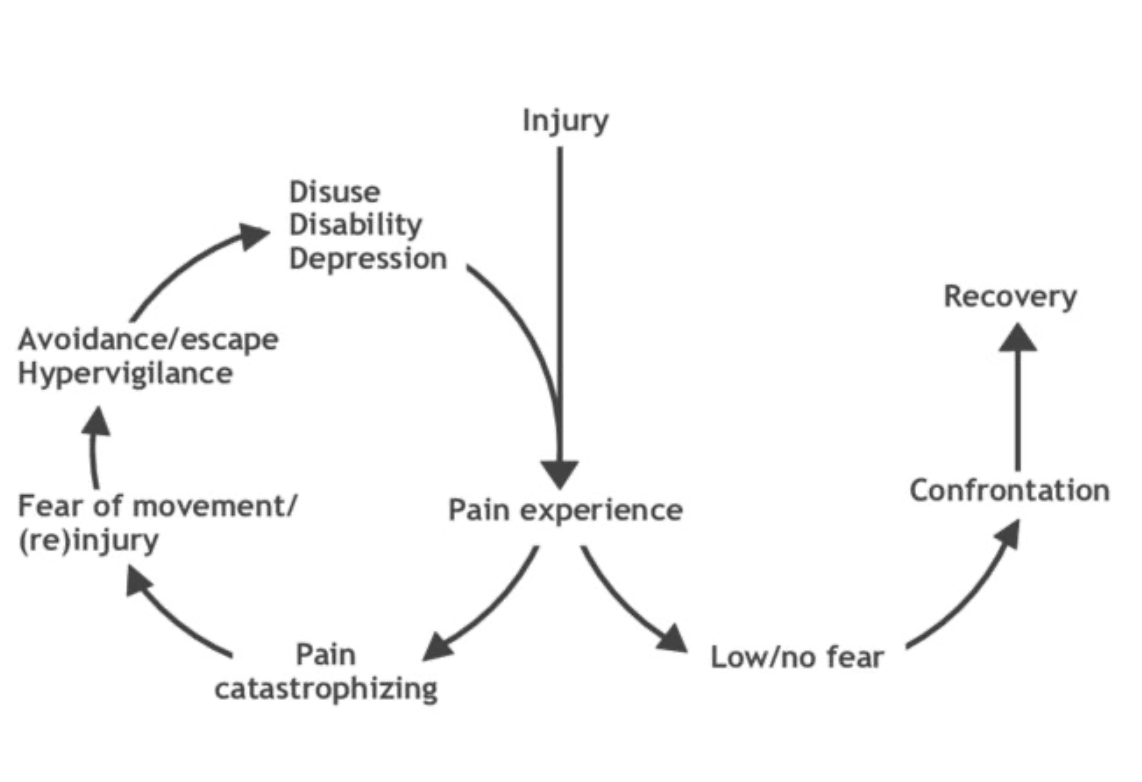 Injury
Disuse
Disability
Depression
Recovery
Avoidance/escape
Hypervigilance
Confrontation
Fear of movement/
(re)injury
Pain experience
Pain
catastrophizing
Low/no fear